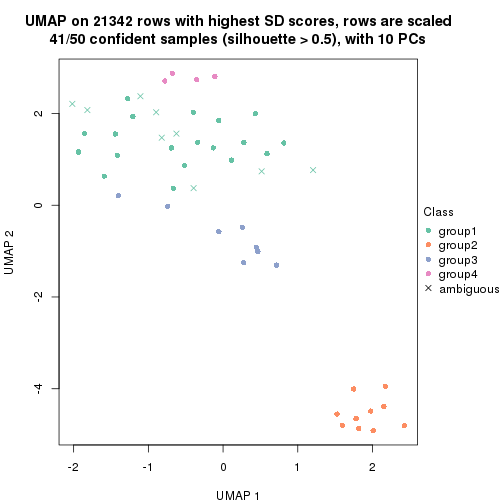 UMAP on 21342 rows with highest SD scores, rows are scaled
41/50 confident samples (silhouette > 0.5), with 10 PCs
2
0
-2
-4
UMAP 2
-2
-1
0
1
2
UMAP 1
Class
group1
group2
group3
group4
ambiguous